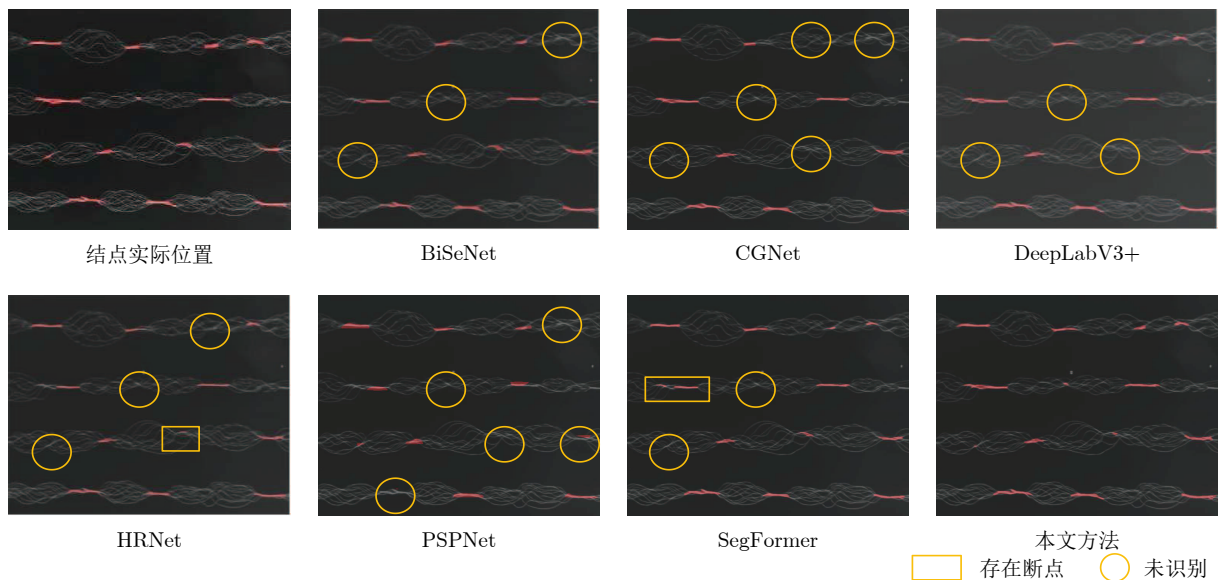 结点实际位置
BiSeNet
CGNet
DeepLabV3+
HRNet
PSPNet
SegFormer
本文方法
存在断点
未识别